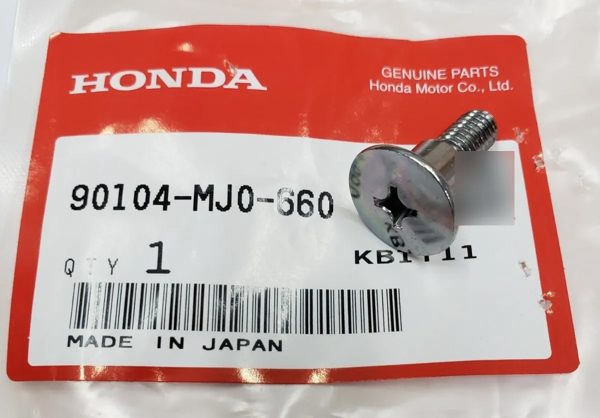 HONDA
GENUINE PARTS
Honda Motor Co., Ltd.
90104-MJ0-660
QTY 1
MADE IN JAPAN